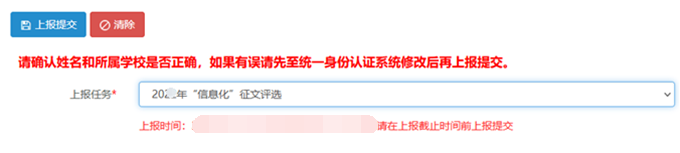 上报提交 清除
请确认姓名和所属学校是否正确，如果有误请先至统一身份认证系统修改后再上报提交。
上报任务* 年“信息化”征文评选
上报时间： 请在上报截止时间前上报提交